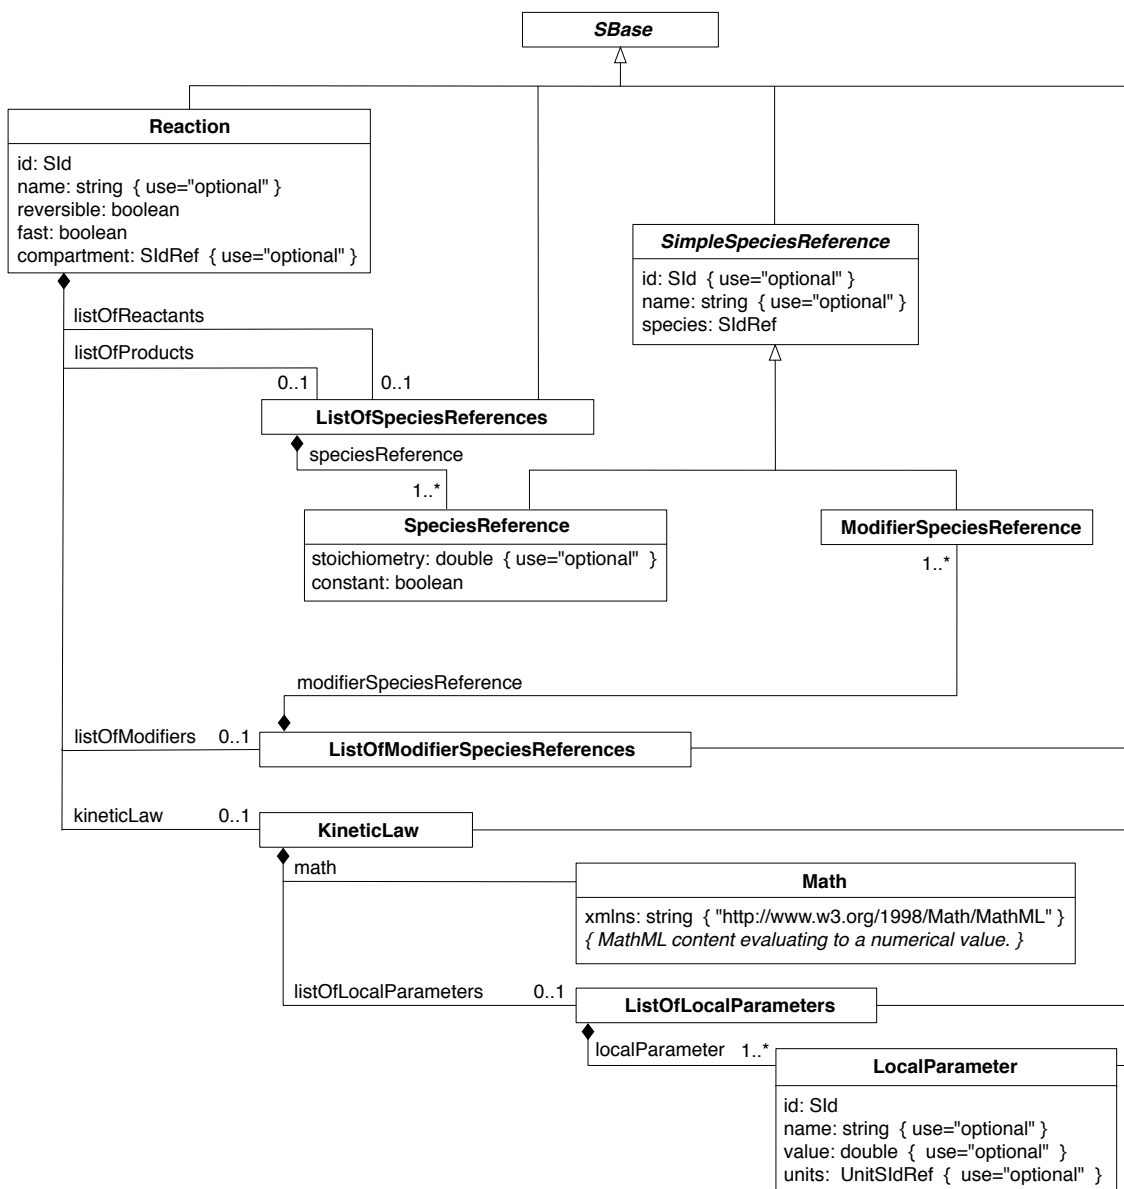 SBase
Reaction
id: SId
name: string { use="optional" }
reversible: boolean
fast: boolean
compartment: SIdRef { use="optional" }
SimpleSpeciesReference
id: SId { use="optional" }
name: string { use="optional" }
species: SIdRef
listOfReactants
listOfProducts
0..1 0..1
ListOfSpeciesReferences
speciesReference
1..*
SpeciesReference
stoichiometry: double { use="optional" }
constant: boolean
ModifierSpeciesReference
1..*
modifierSpeciesReference
listOfModifiers 0..1
ListOfModifierSpeciesReferences
kineticLaw 0..1
KineticLaw
math
Math
xmlns: string { "http://www.w3.org/1998/Math/MathML" }
{ MathML content evaluating to a numerical value. }
listOfLocalParameters 0..1
ListOfLocalParameters
localParameter 1..*
LocalParameter
id: SId
name: string { use="optional" }
value: double { use="optional" }
units: UnitSIdRef { use="optional" }